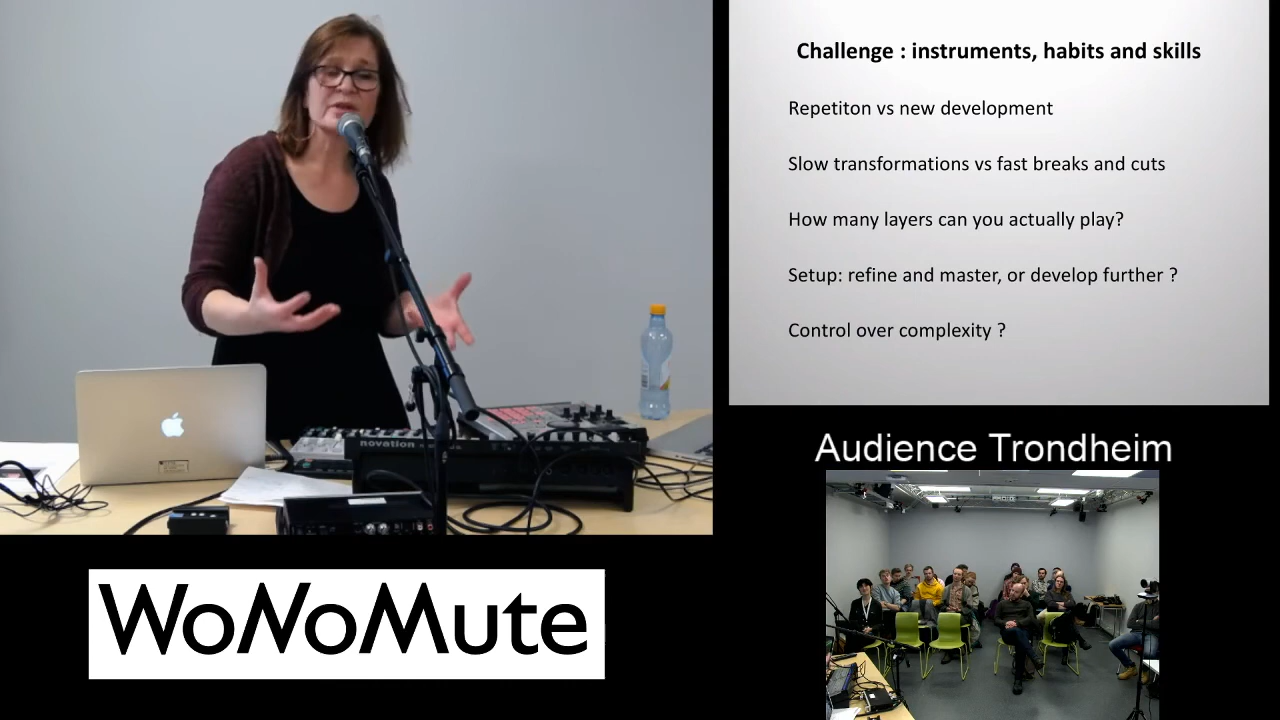 Challenge : instruments, habits and skills
Repetiton vs new development
Slow transformations vs fast breaks and cuts
How many layers can you actually play?
Setup: refine and master, or develop further ?
Control over complexity ?
novation
Audience Trondheim
WoNoMute